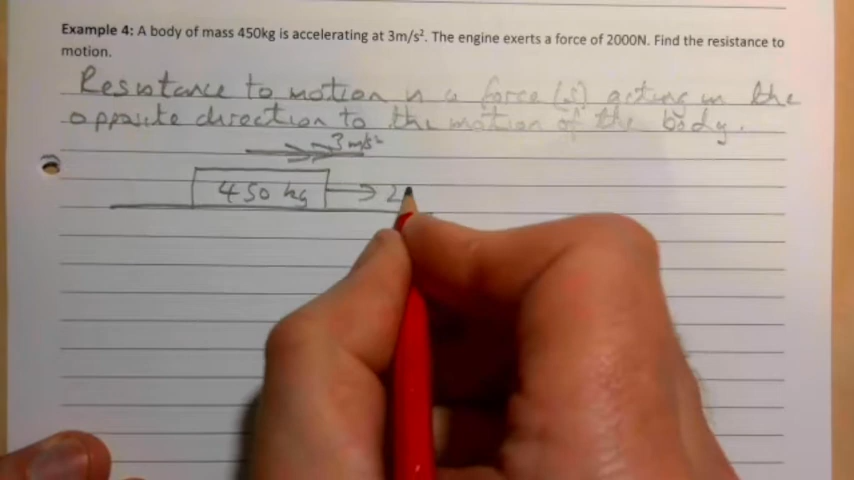 Example 4: A body of mass 450kg is accelerating at 3m/s². The engine exerts a force of 2000N. Find the resistance to
motion.
Resistance to motion is a force (s) acting in the
opposite direction to the motion of the body.
3 m/s²
450 kg 2